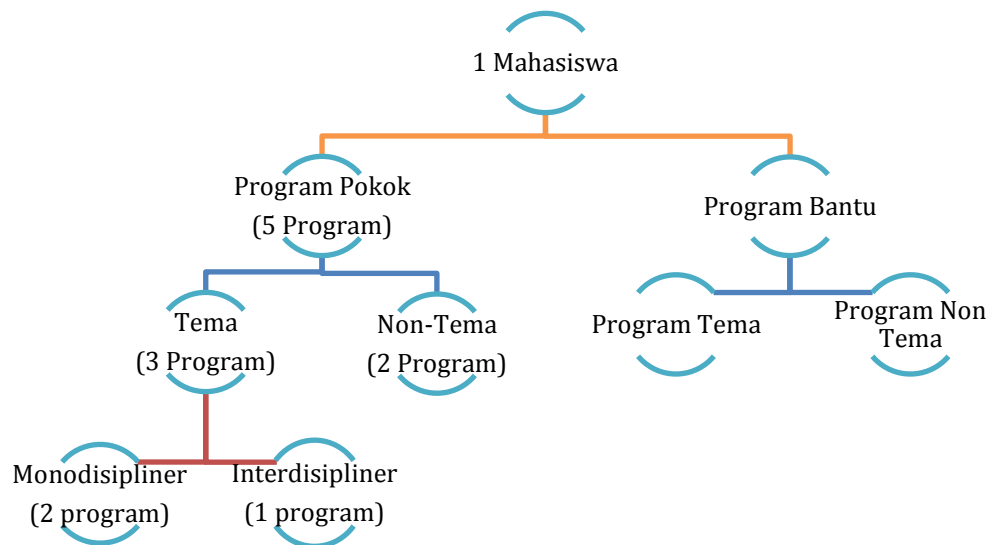 1 Mahasiswa
Program Pokok
(5 Program)
Program Bantu
Tema
(3 Program)
Non-Tema
(2 Program)
Program Tema
Program Non
Tema
Monodisipliner
(2 program)
Interdisipliner
(1 program)